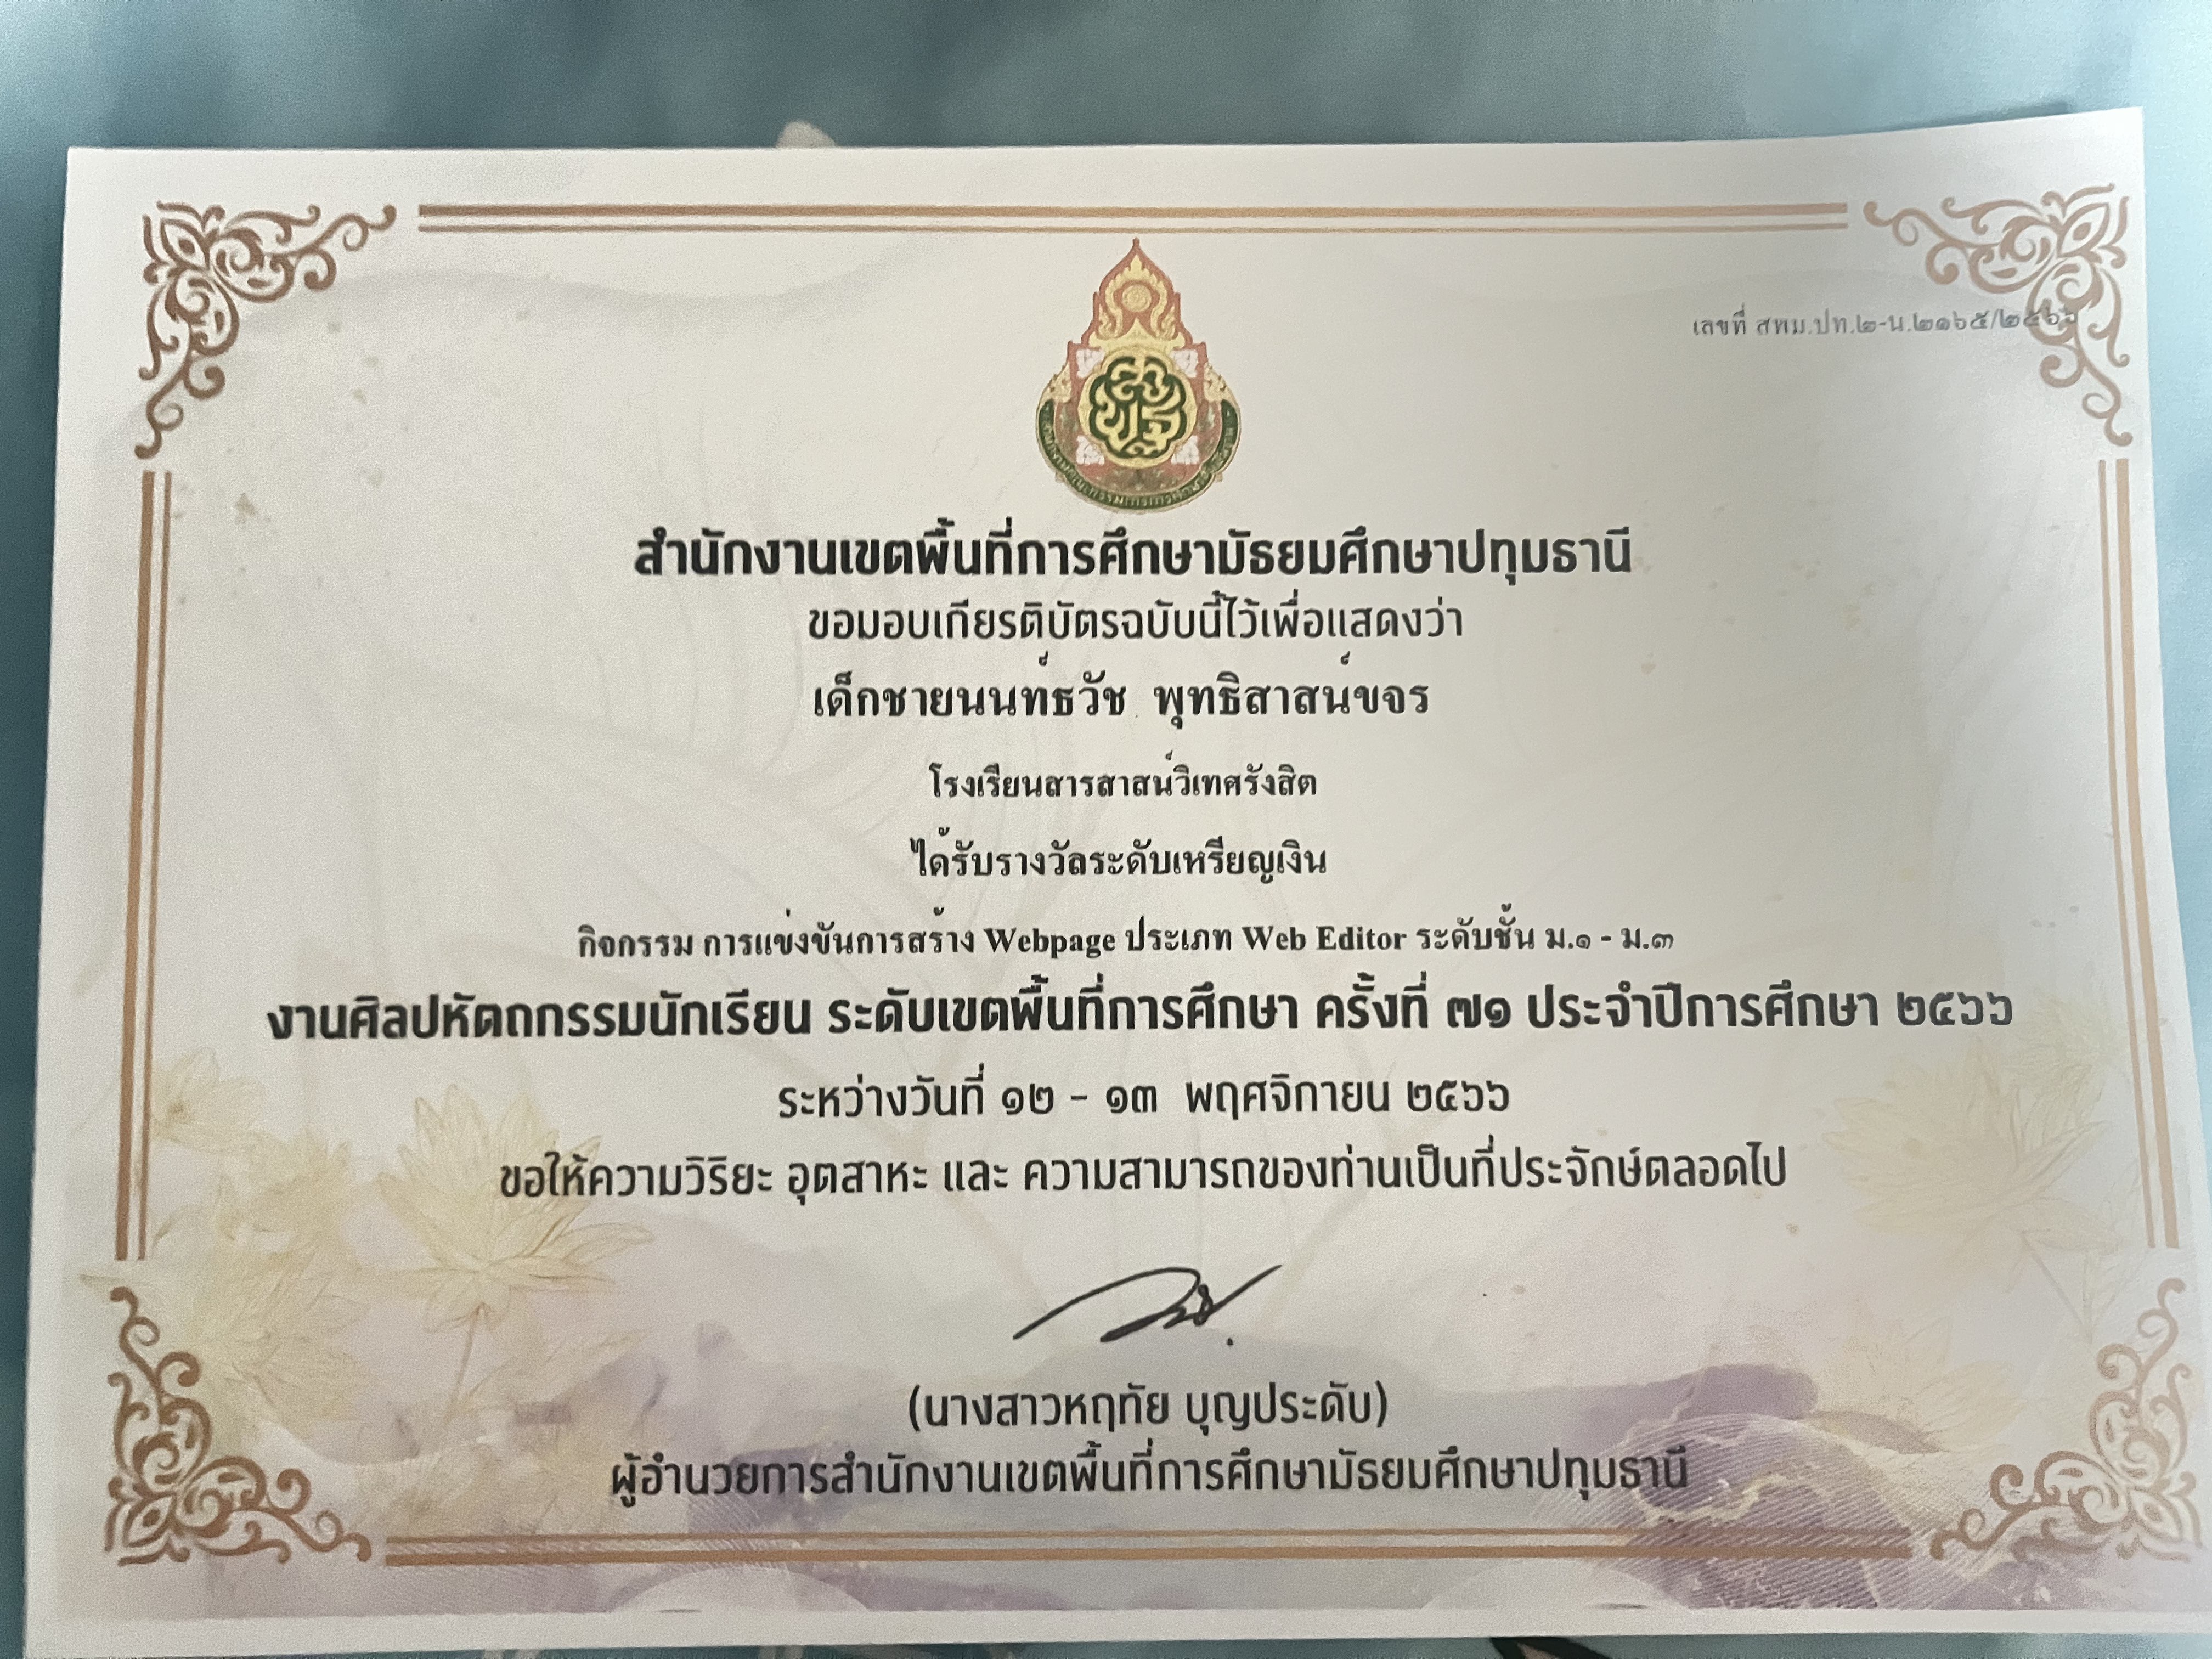 เลขที่ สพม.ปท.๒-น.๒๑๖๕/๒๕๖๖
สำนักงานเขตพื้นที่การศึกษามัธยมศึกษาปทุมธานี
ขอมอบเกียรติบัตรฉบับนี้ไว้เพื่อแสดงว่า
เด็กชายนนท์ธวัช พุทธิสาสน์ขจร
โรงเรียนสารสาสน์วิเทศรังสิต
ได้รับรางวัลระดับเหรียญเงิน
กิจกรรม การแข่งขันการสร้าง Webpage ประเภท Web Editor ระดับชั้น ม.๑ - ม.๓
งานศิลปหัตถกรรมนักเรียน ระดับเขตพื้นที่การศึกษา ครั้งที่ ๗๑ ประจำปีการศึกษา ๒๕๖๖
ระหว่างวันที่ ๑๒ - ๑๓ พฤศจิกายน ๒๕๖๖
ขอให้ความวิริยะ อุตสาหะ และ ความสามารถของท่านเป็นที่ประจักษ์ตลอดไป
(นางสาวหฤทัย บุญประดับ)
ผู้อำนวยการสำนักงานเขตพื้นที่การศึกษามัธยมศึกษาปทุมธานี